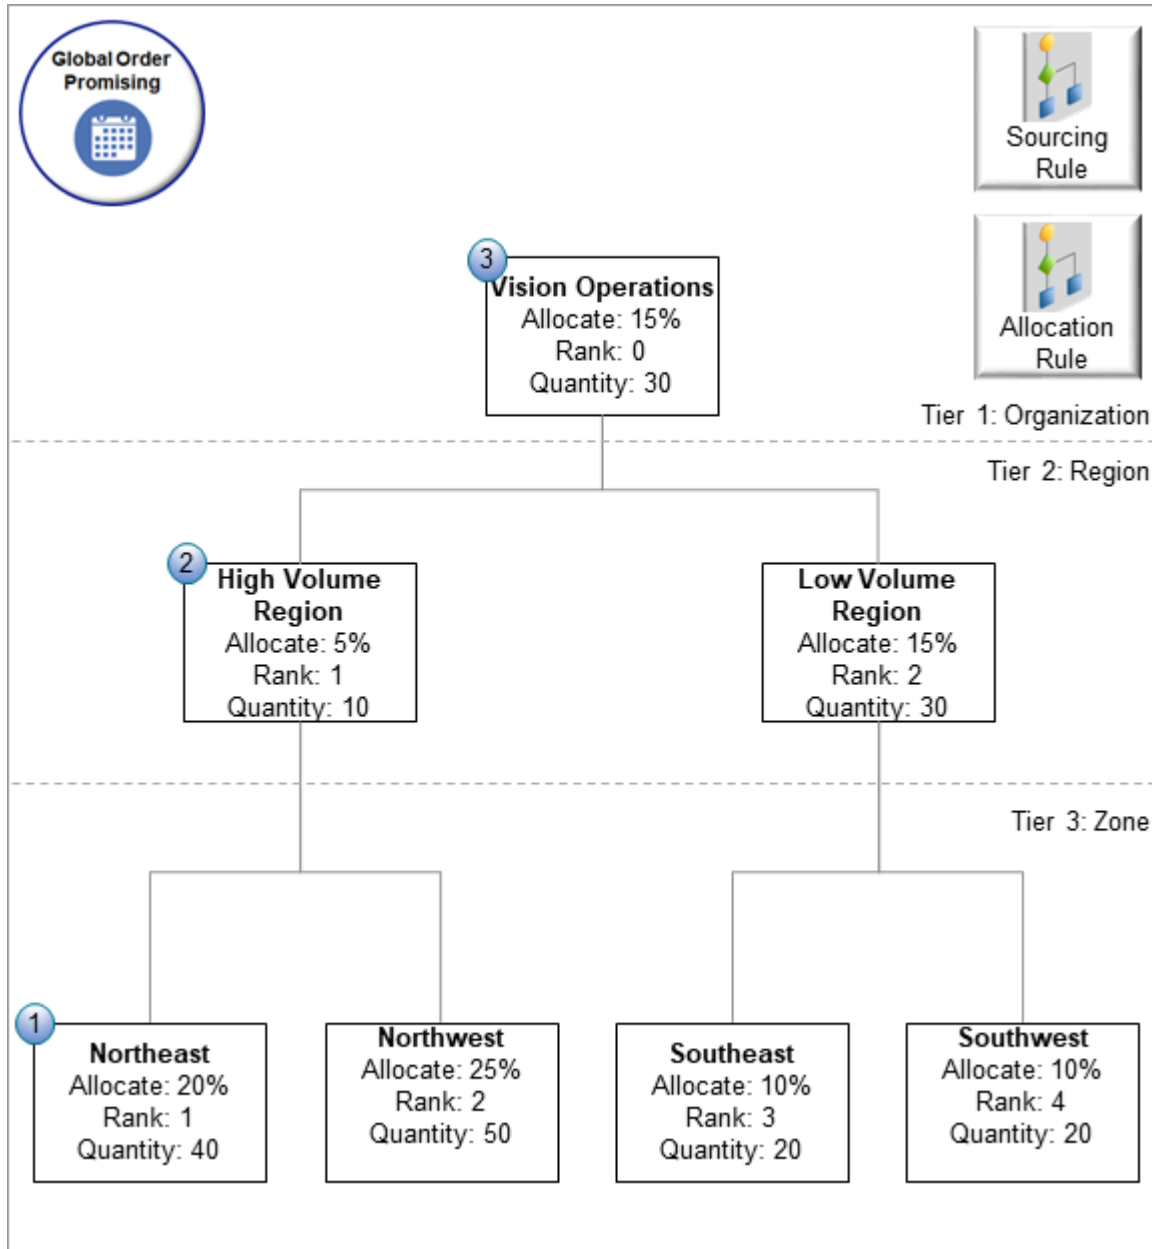 Global Order
Promising
Sourcing
Rule
Allocation
Rule
3
Vision Operations
Allocate: 15%
Rank: 0
Quantity: 30
Tier 1: Organization
Tier 2: Region
2
High Volume
Region
Allocate: 5%
Rank: 1
Quantity: 10
Low Volume
Region
Allocate: 15%
Rank: 2
Quantity: 30
Tier 3: Zone
1
Northeast
Allocate: 20%
Rank: 1
Quantity: 40
Northwest
Allocate: 25%
Rank: 2
Quantity: 50
Southeast
Allocate: 10%
Rank: 3
Quantity: 20
Southwest
Allocate: 10%
Rank: 4
Quantity: 20